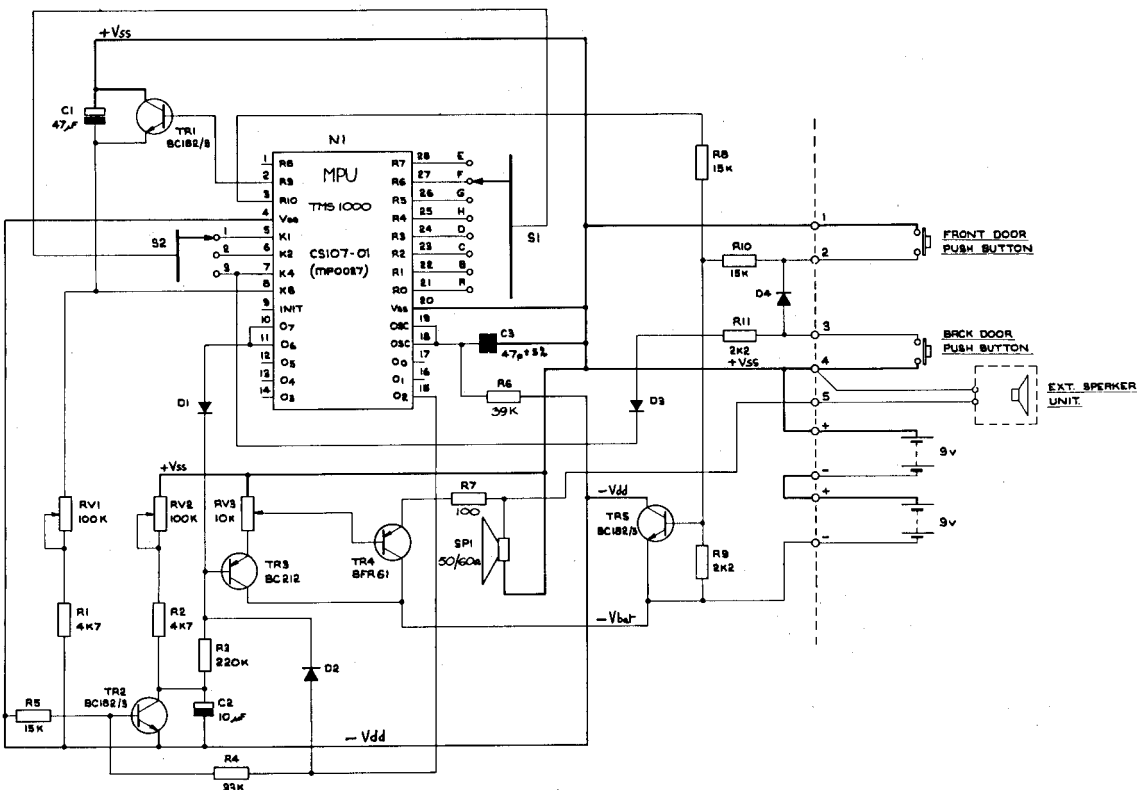 +Vss
C1
47µF
TR1
BC182/3
N1
MPU
TMS 1000
CS107-01
(MP0027)
1 R8
2 R9
3 R10
4 Vdd
5 K1
6 K2
7 K4
8 K8
9 INIT
10 O7
11 O6
12 O5
13 O4
14 O3
R7 28 E
R6 27 F
R5 26 G
R4 25 H
R3 24 D
R2 23 C
R1 22 B
R0 21 A
Vss 20
OSC 19
OSC 18
O0 17
O1 16
O2 15
S2
1
2
3
S1
R8
15K
R10
15K
D4
R11
2K2
+Vss
1
2
3
4
5
+
-
+
-
FRONT DOOR
PUSH BUTTON
BACK DOOR
PUSH BUTTON
EXT. SPEAKER
UNIT.
9v
9v
C3
47p ±5%
R6
39K
D3
D1
+Vss
RV1
100K
RV2
100K
RV3
10K
R7
100
SP1
50/60Ω
TR4
BFR61
TR3
BC212
-Vdd
TR5
BC182/3
R9
2K2
-Vbat
R1
4K7
R2
4K7
R3
220K
D2
TR2
BC182/3
C2
10µF
R5
15K
-Vdd
R4
33K